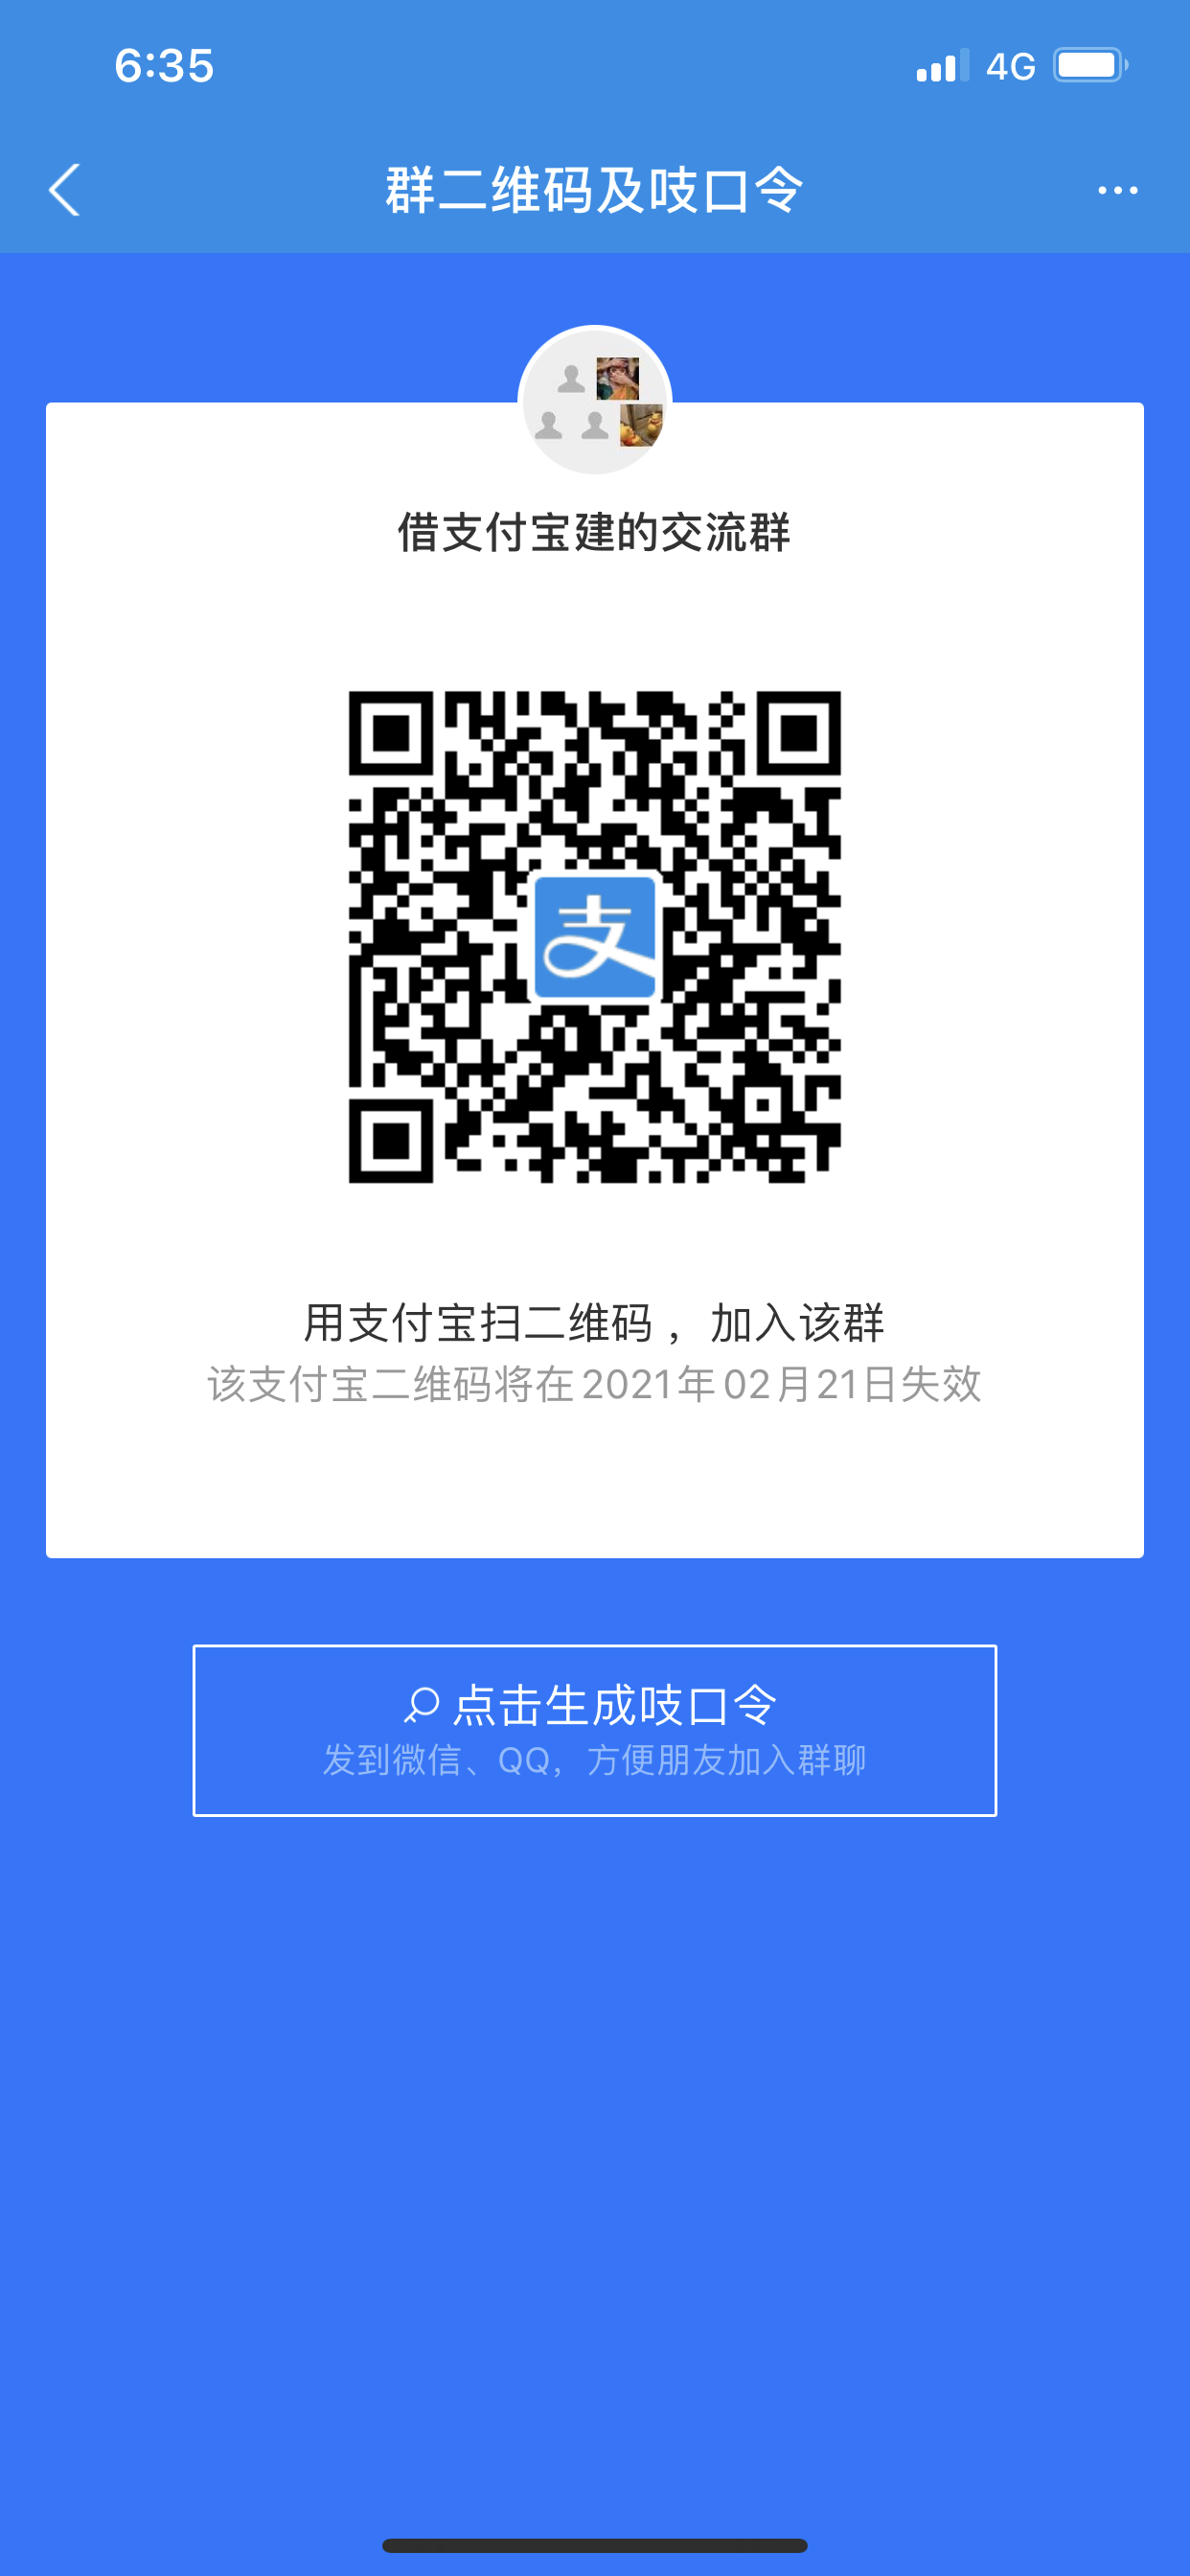 6:35
4G
群二维码及吱口令
借支付宝建的交流群
支
用支付宝扫二维码，加入该群
该支付宝二维码将在2021年02月21日失效
点击生成吱口令
发到微信、QQ，方便朋友加入群聊